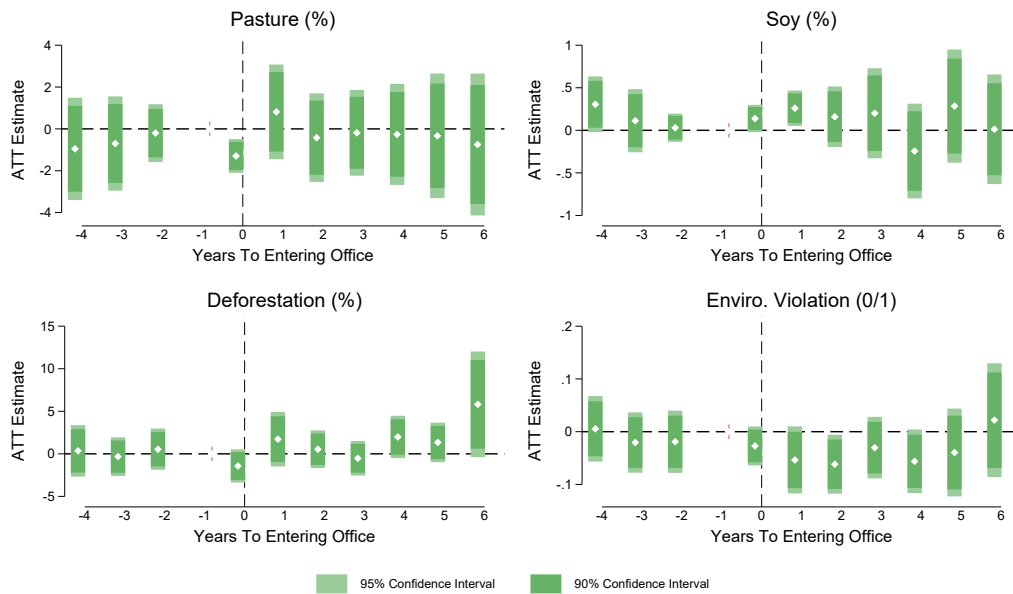 Pasture (%)
ATT Estimate
4
2
0
-2
-4
-4 -3 -2 -1 0 1 2 3 4 5 6
Years To Entering Office
Soy (%)
ATT Estimate
1
.5
0
-.5
-1
-4 -3 -2 -1 0 1 2 3 4 5 6
Years To Entering Office
Deforestation (%)
ATT Estimate
15
10
5
0
-5
-4 -3 -2 -1 0 1 2 3 4 5 6
Years To Entering Office
Enviro. Violation (0/1)
ATT Estimate
.2
.1
0
-.1
-4 -3 -2 -1 0 1 2 3 4 5 6
Years To Entering Office
95% Confidence Interval 90% Confidence Interval